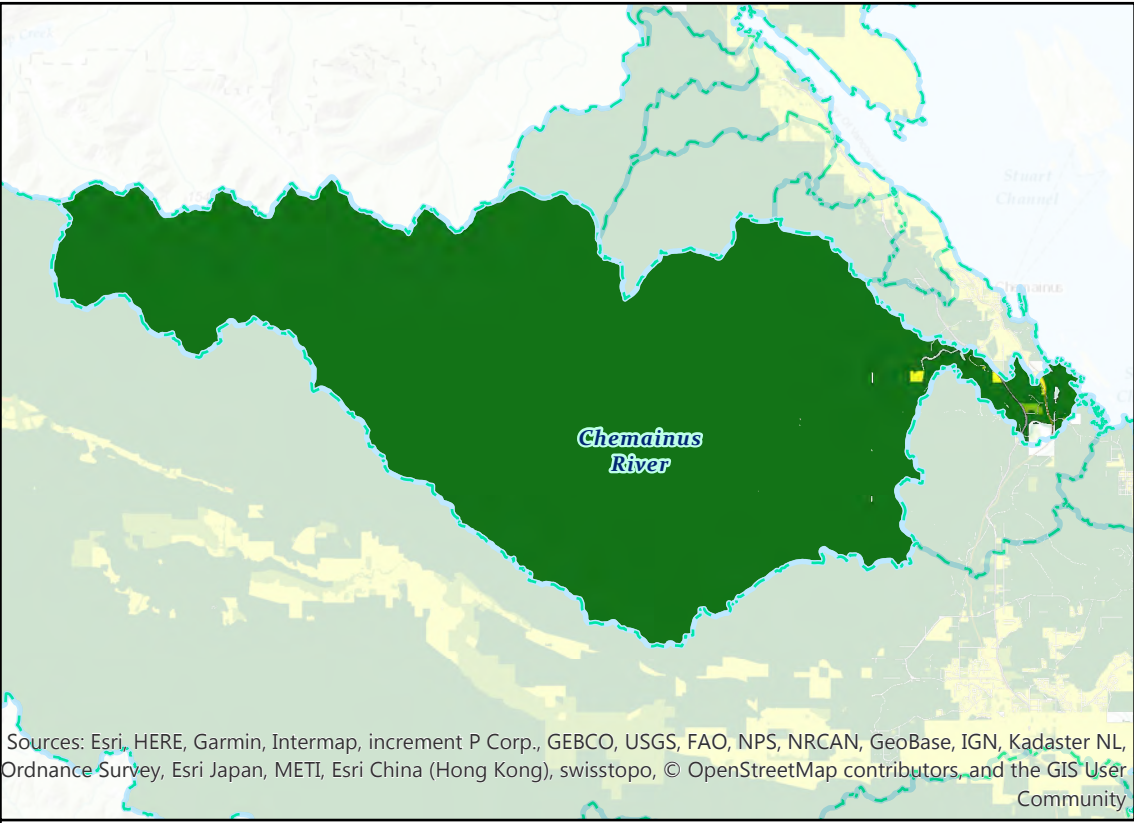 Stuart
Channel
Chemainus
Chemainus
River
Sources: Esri, HERE, Garmin, Intermap, increment P Corp., GEBCO, USGS, FAO, NPS, NRCAN, GeoBase, IGN, Kadaster NL,
Ordnance Survey, Esri Japan, METI, Esri China (Hong Kong), swisstopo, © OpenStreetMap contributors, and the GIS User
Community